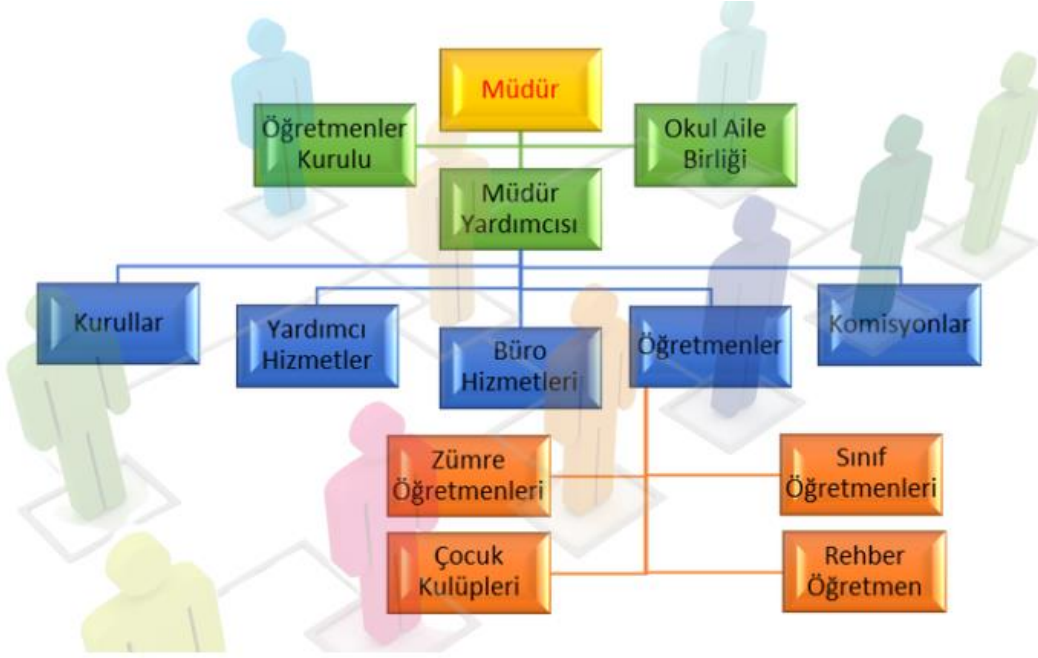 Müdür
Öğretmenler
Kurulu
Okul Aile
Birliği
Müdür
Yardımcısı
Kurullar
Yardımcı
Hizmetler
Büro
Hizmetleri
Öğretmenler
Komisyonlar
Zümre
Öğretmenleri
Sınıf
Öğretmenleri
Çocuk
Kulüpleri
Rehber
Öğretmen